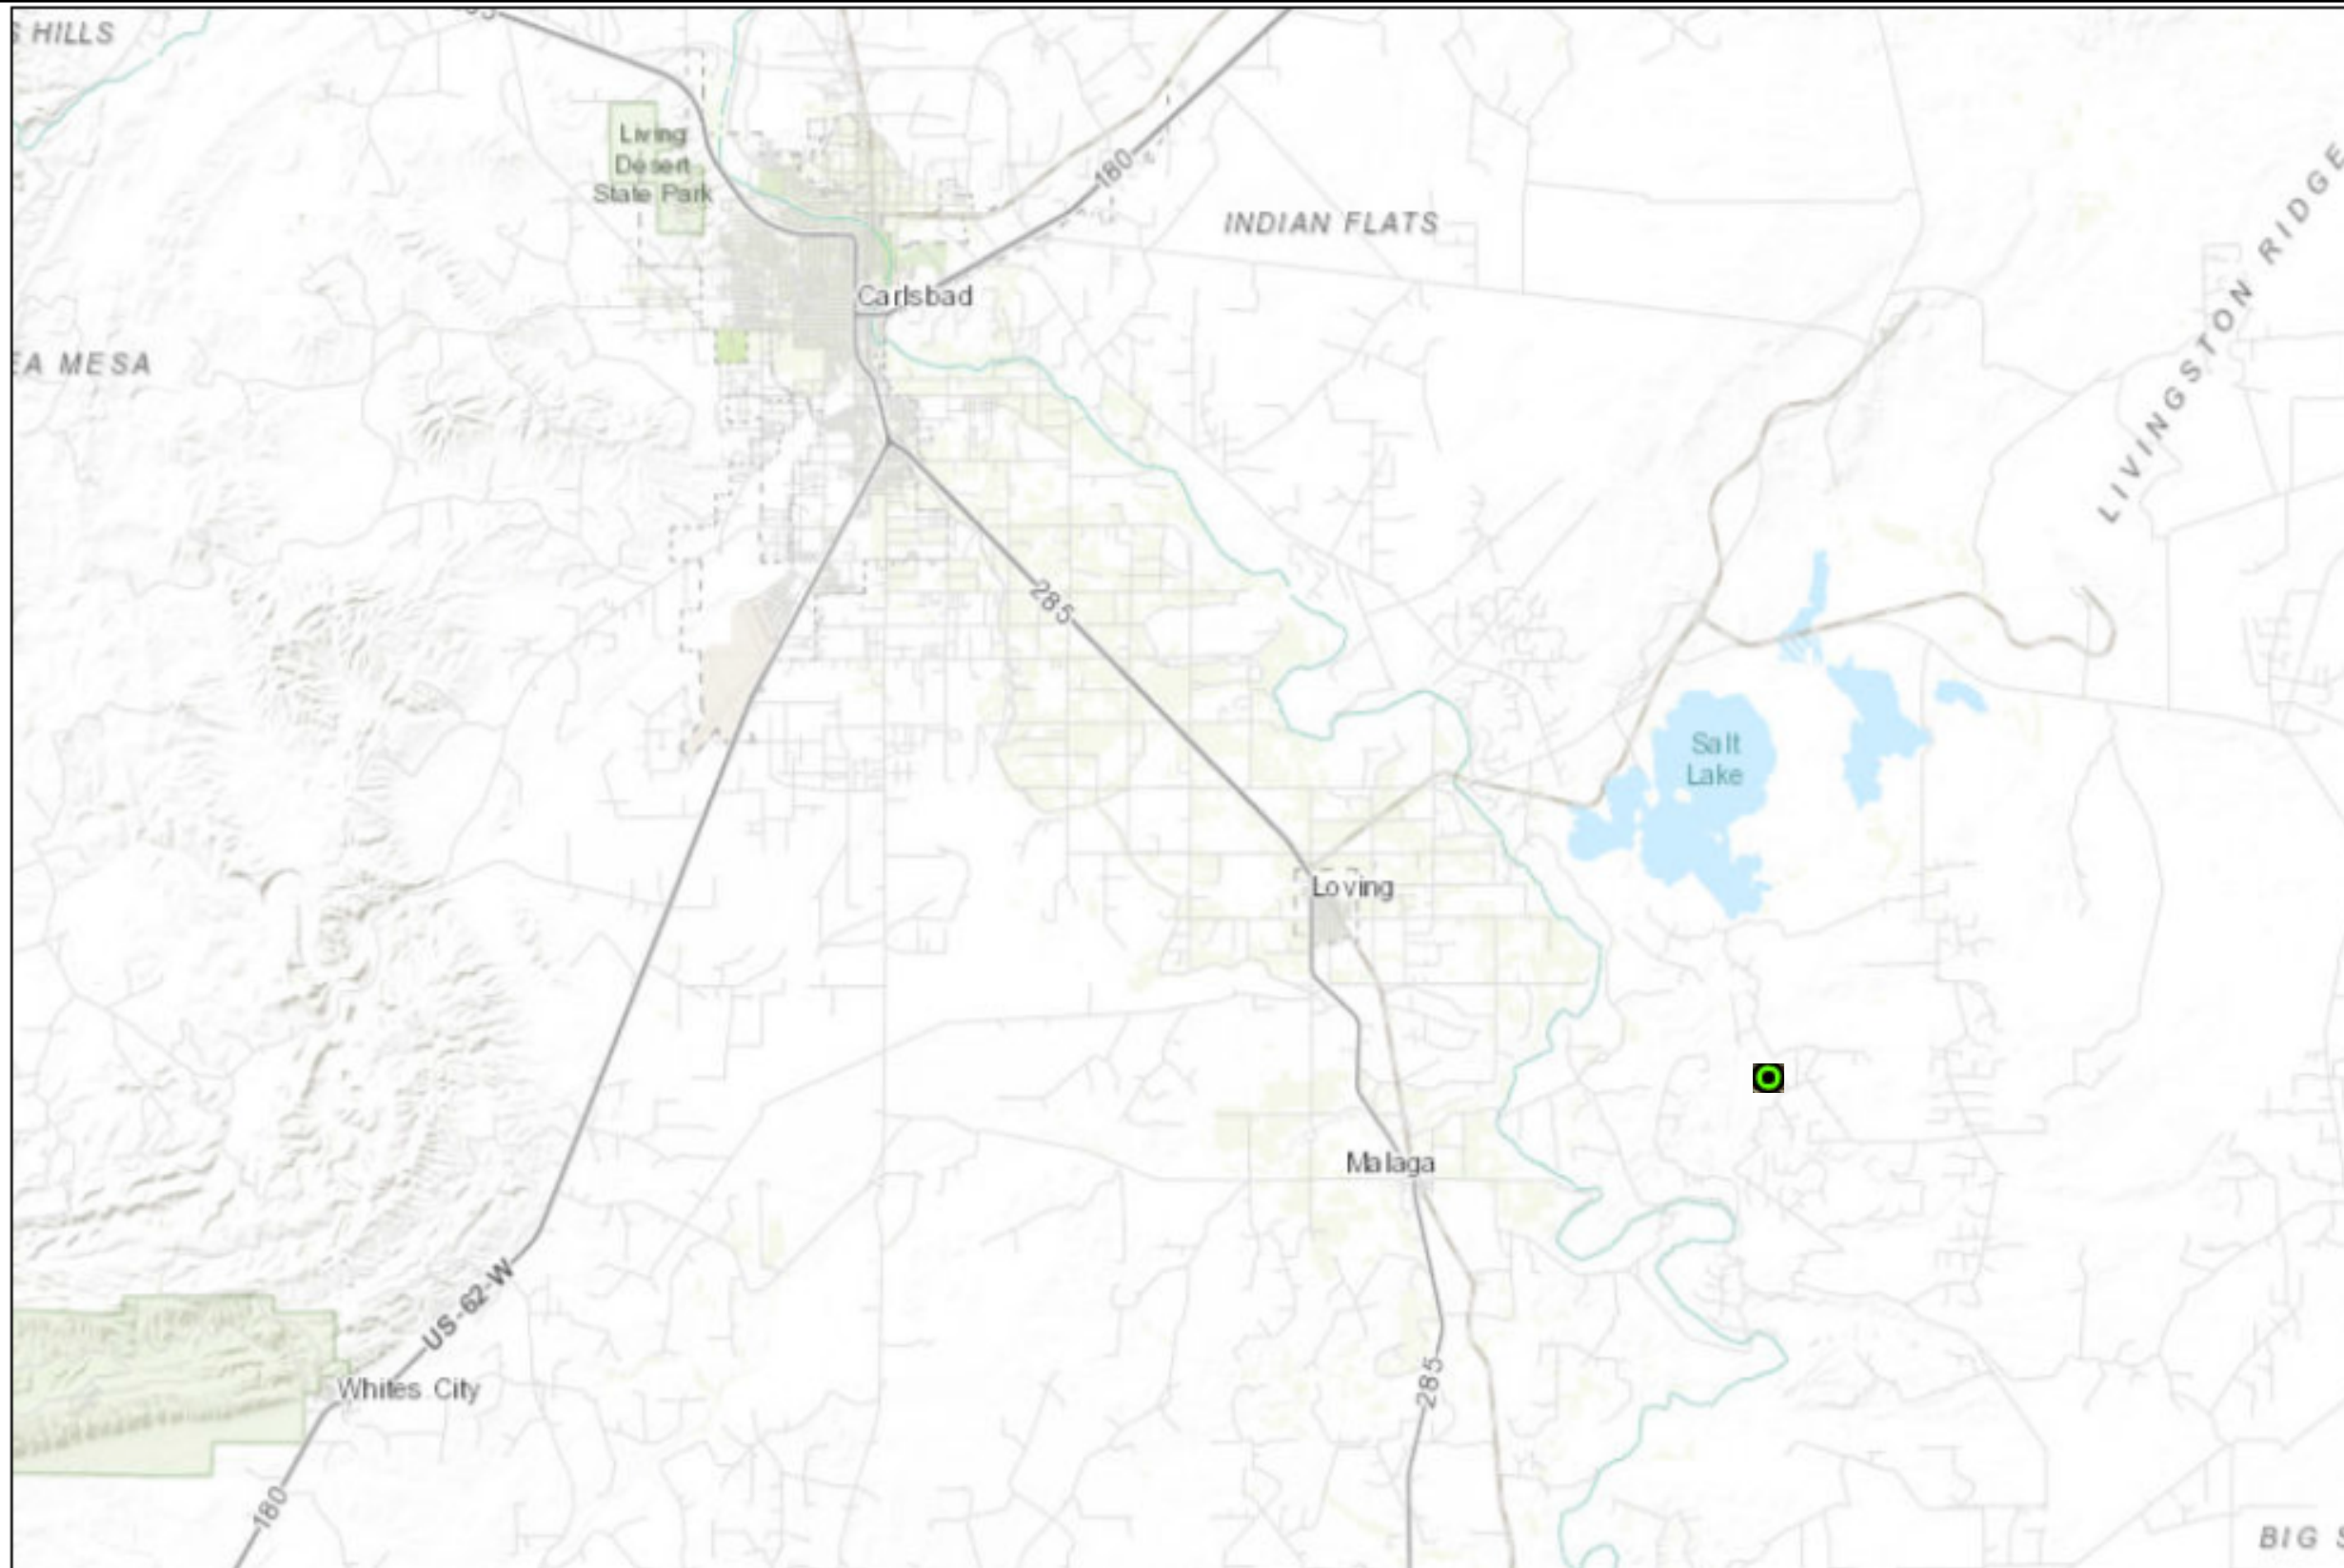 S HILLS
Living
Desert
State Park
180
INDIAN FLATS
LIVINGSTON RIDGE
Carlsbad
EA MESA
285
Salt
Lake
Loving
Malaga
US-62-W
Whites City
285
180
BIG S